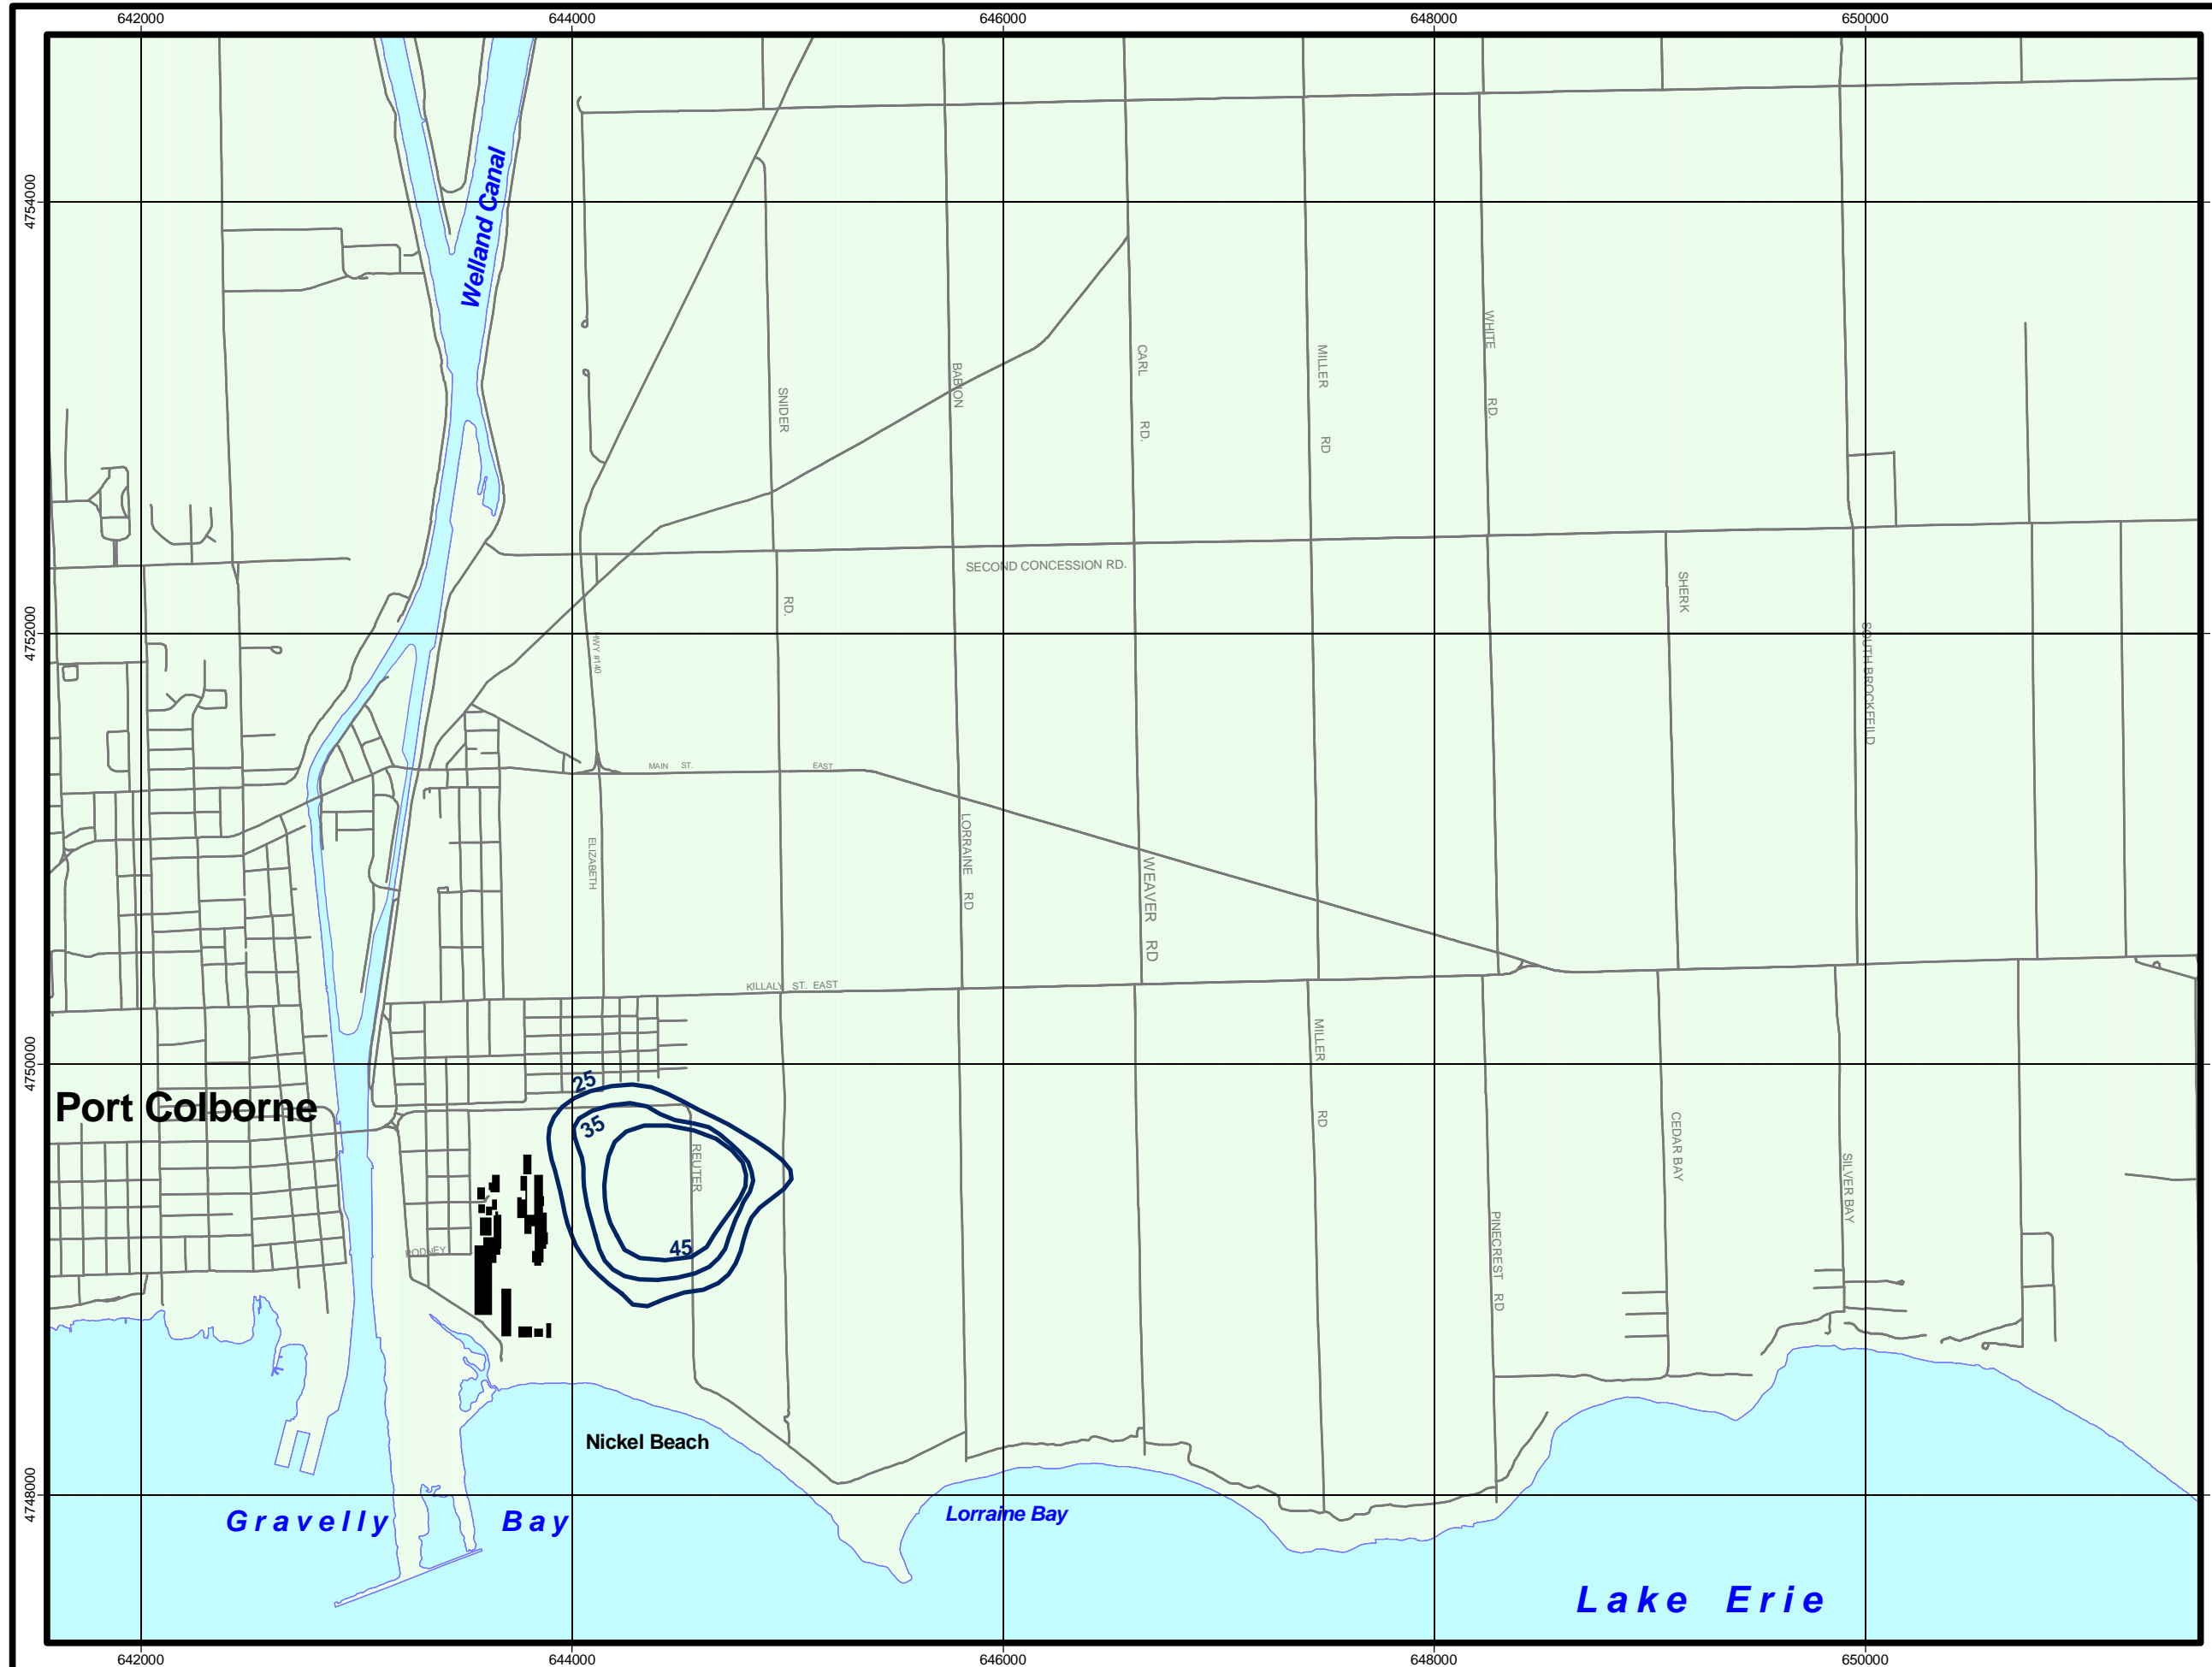 642000 644000 646000 648000 650000
4754000
Welland Canal
WHITE RD.
CARL RD.
MILLER RD
BABION
SNIDER RD.
SECOND CONCESSION RD.
SHERK
4752000
HWY #140
SOUTH BROCKFEILD
MAIN ST. EAST
ELIZABETH
LORRAINE RD
WEAVER RD
KILLALY ST. EAST
4750000
MILLER RD
25
Port Colborne
35
CEDAR BAY
REUTER
SILVER BAY
PINECREST RD
45
RODNEY
Nickel Beach
4748000
Gravelly Bay
Lorraine Bay
Lake Erie
642000 644000 646000 648000 650000